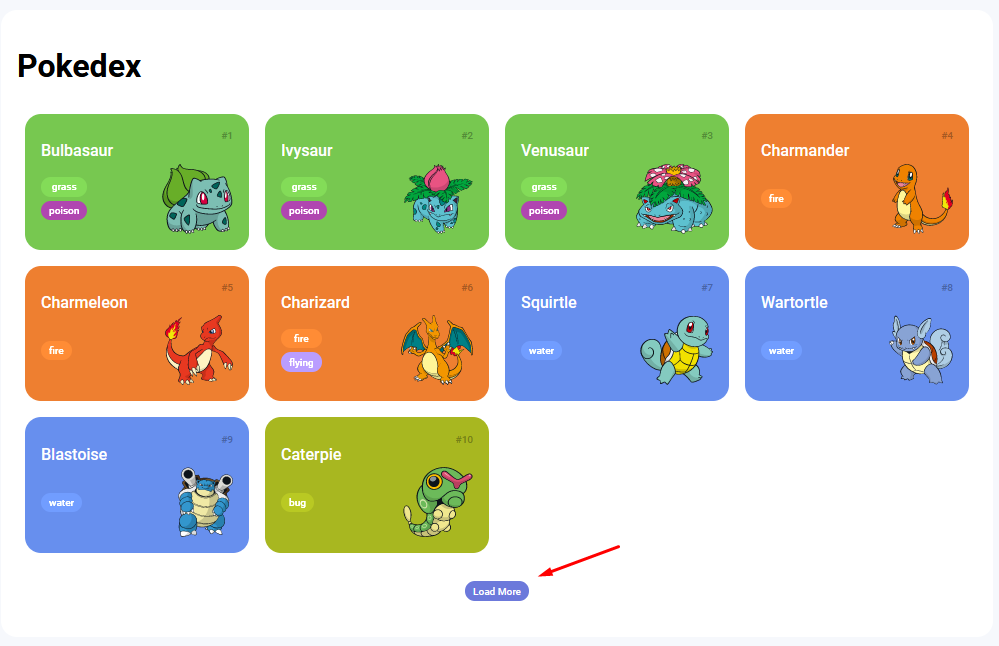 Pokedex
#1
Bulbasaur
grass
poison
#2
Ivysaur
grass
poison
#3
Venusaur
grass
poison
#4
Charmander
fire
#5
Charmeleon
fire
#6
Charizard
fire
flying
#7
Squirtle
water
#8
Wartortle
water
#9
Blastoise
water
#10
Caterpie
bug
Load More